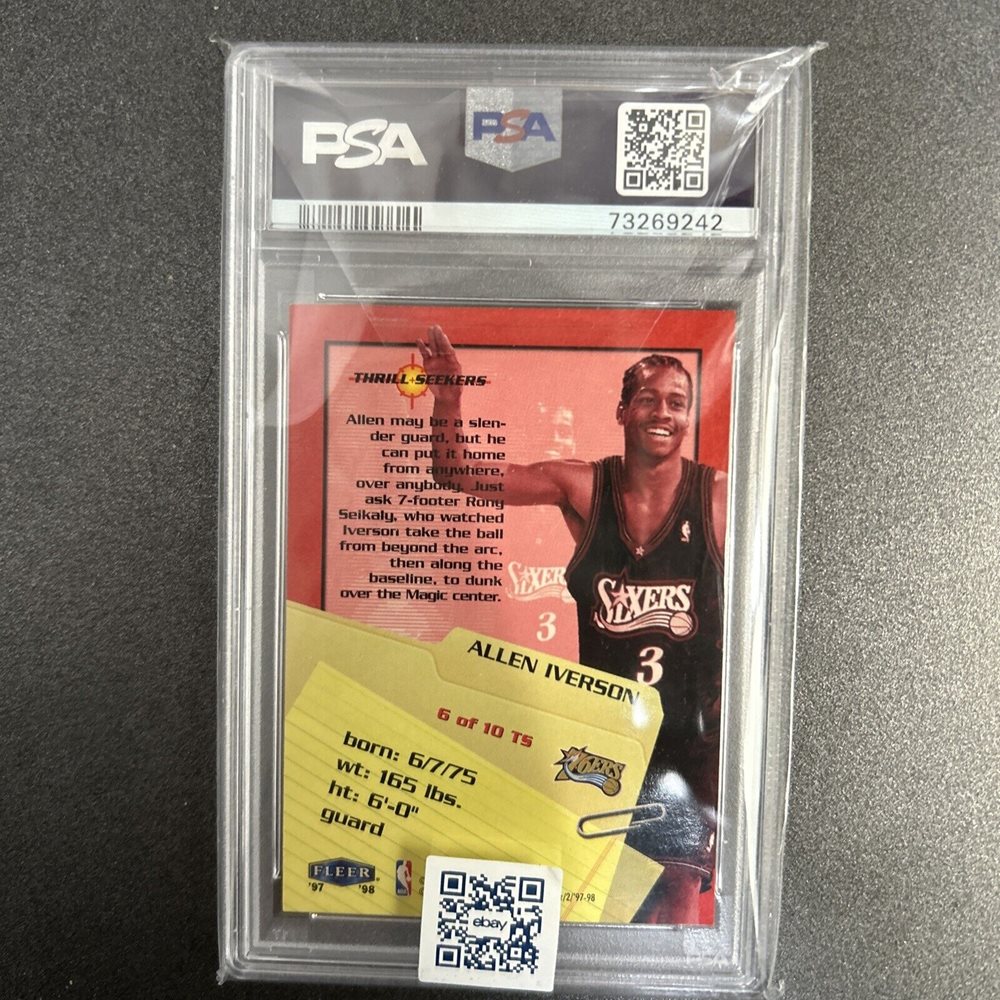 PSA
PSA
73269242
THRILL SEEKERS
Allen may be a slen-
der guard, but he
can put it home
from anywhere,
over anybody. Just
ask 7-footer Rony
Seikaly, who watched
Iverson take the ball
from beyond the arc,
then along the
baseline, to dunk
over the Magic center.
SIXERS
3
SIXERS
3
ALLEN IVERSON
6 of 10 TS
76ERS
born: 6/7/75
wt: 165 lbs.
ht: 6'-0"
guard
FLEER
'97 '98
/2/'97-98
ebay